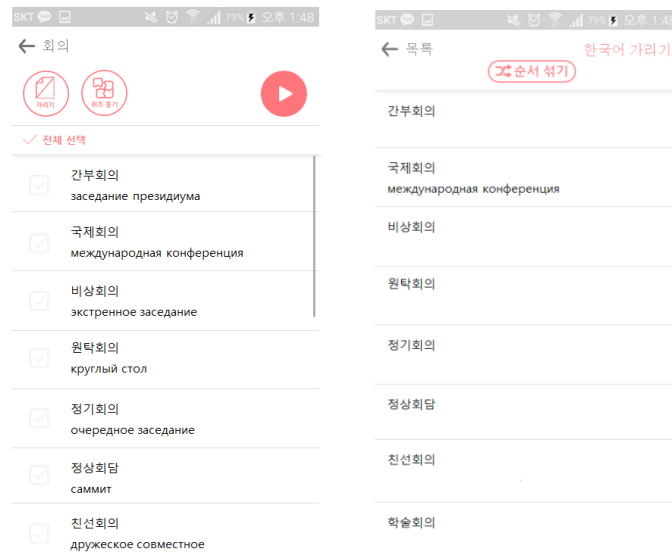 SKT 79% 오후 1:48
회의
가리기
퀴즈 풀기
전체 선택
간부회의
заседание президиума
국제회의
международная конференция
비상회의
экстренное заседание
원탁회의
круглый стол
정기회의
очередное заседание
정상회담
саммит
친선회의
дружеское совместное
SKT 79% 오후 1:48
목록 한국어 가리기
순서 섞기
간부회의
국제회의
международная конференция
비상회의
원탁회의
정기회의
정상회담
친선회의
학술회의